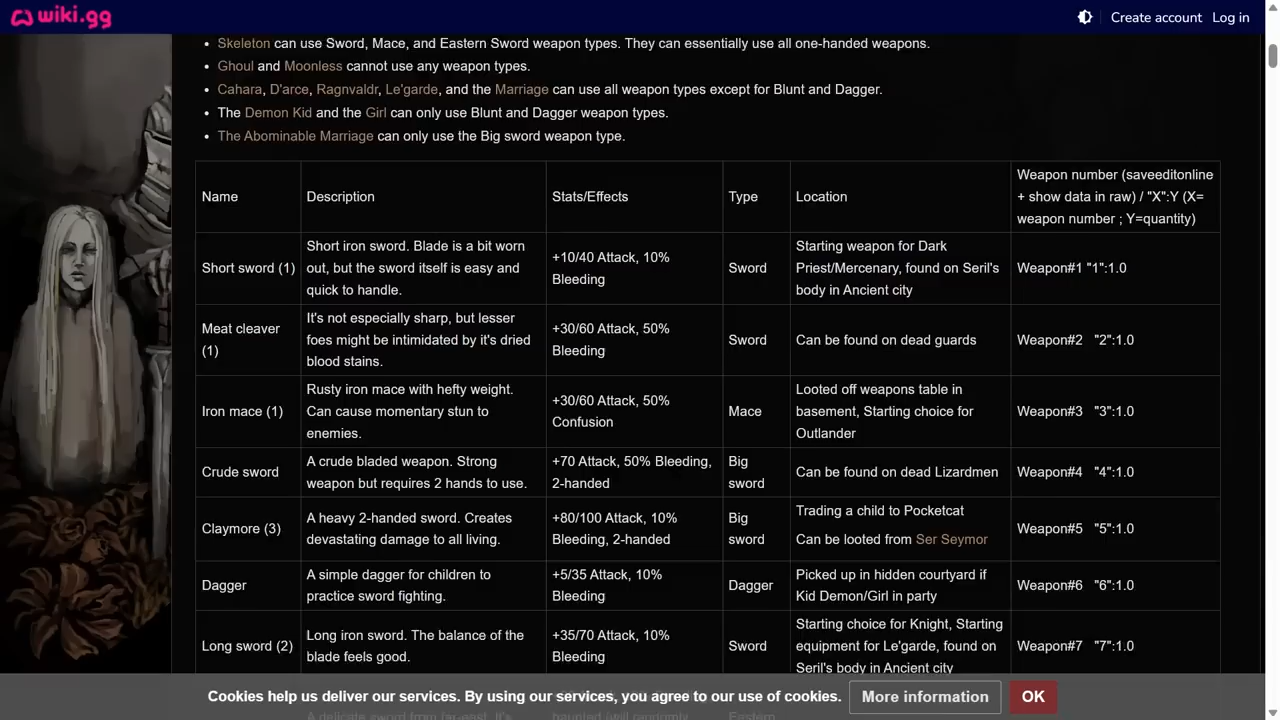 wiki.gg
Create account Log in
Skeleton can use Sword, Mace, and Eastern Sword weapon types. They can essentially use all one-handed weapons.
Ghoul and Moonless cannot use any weapon types.
Cahara, D'arce, Ragnvaldr, Le'garde, and the Marriage can use all weapon types except for Blunt and Dagger.
The Demon Kid and the Girl can only use Blunt and Dagger weapon types.
The Abominable Marriage can only use the Big sword weapon type.
Name
Description
Stats/Effects
Type
Location
Weapon number (saveeditonline
+ show data in raw) / "X":Y (X=
weapon number ; Y=quantity)
Short sword (1)
Short iron sword. Blade is a bit worn
out, but the sword itself is easy and
quick to handle.
+10/40 Attack, 10%
Bleeding
Sword
Starting weapon for Dark
Priest/Mercenary, found on Seril's
body in Ancient city
Weapon#1 "1":1.0
Meat cleaver
(1)
It's not especially sharp, but lesser
foes might be intimidated by it's dried
blood stains.
+30/60 Attack, 50%
Bleeding
Sword
Can be found on dead guards
Weapon#2 "2":1.0
Iron mace (1)
Rusty iron mace with hefty weight.
Can cause momentary stun to
enemies.
+30/60 Attack, 50%
Confusion
Mace
Looted off weapons table in
basement, Starting choice for
Outlander
Weapon#3 "3":1.0
Crude sword
A crude bladed weapon. Strong
weapon but requires 2 hands to use.
+70 Attack, 50% Bleeding,
2-handed
Big
sword
Can be found on dead Lizardmen
Weapon#4 "4":1.0
Claymore (3)
A heavy 2-handed sword. Creates
devastating damage to all living.
+80/100 Attack, 10%
Bleeding, 2-handed
Big
sword
Trading a child to Pocketcat
Can be looted from Ser Seymor
Weapon#5 "5":1.0
Dagger
A simple dagger for children to
practice sword fighting.
+5/35 Attack, 10%
Bleeding
Dagger
Picked up in hidden courtyard if
Kid Demon/Girl in party
Weapon#6 "6":1.0
Long sword (2)
Long iron sword. The balance of the
blade feels good.
+35/70 Attack, 10%
Bleeding
Sword
Starting choice for Knight, Starting
equipment for Le'garde, found on
Seril's body in Ancient city
Weapon#7 "7":1.0
Cookies help us deliver our services. By using our services, you agree to our use of cookies.
More information
OK